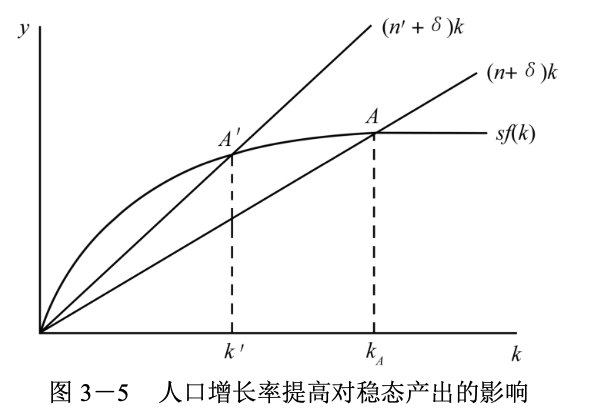 y
(n′ + δ)k
(n+ δ)k
A′
A
sf(k)
k′
k_A
k
图 3－5 人口增长率提高对稳态产出的影响